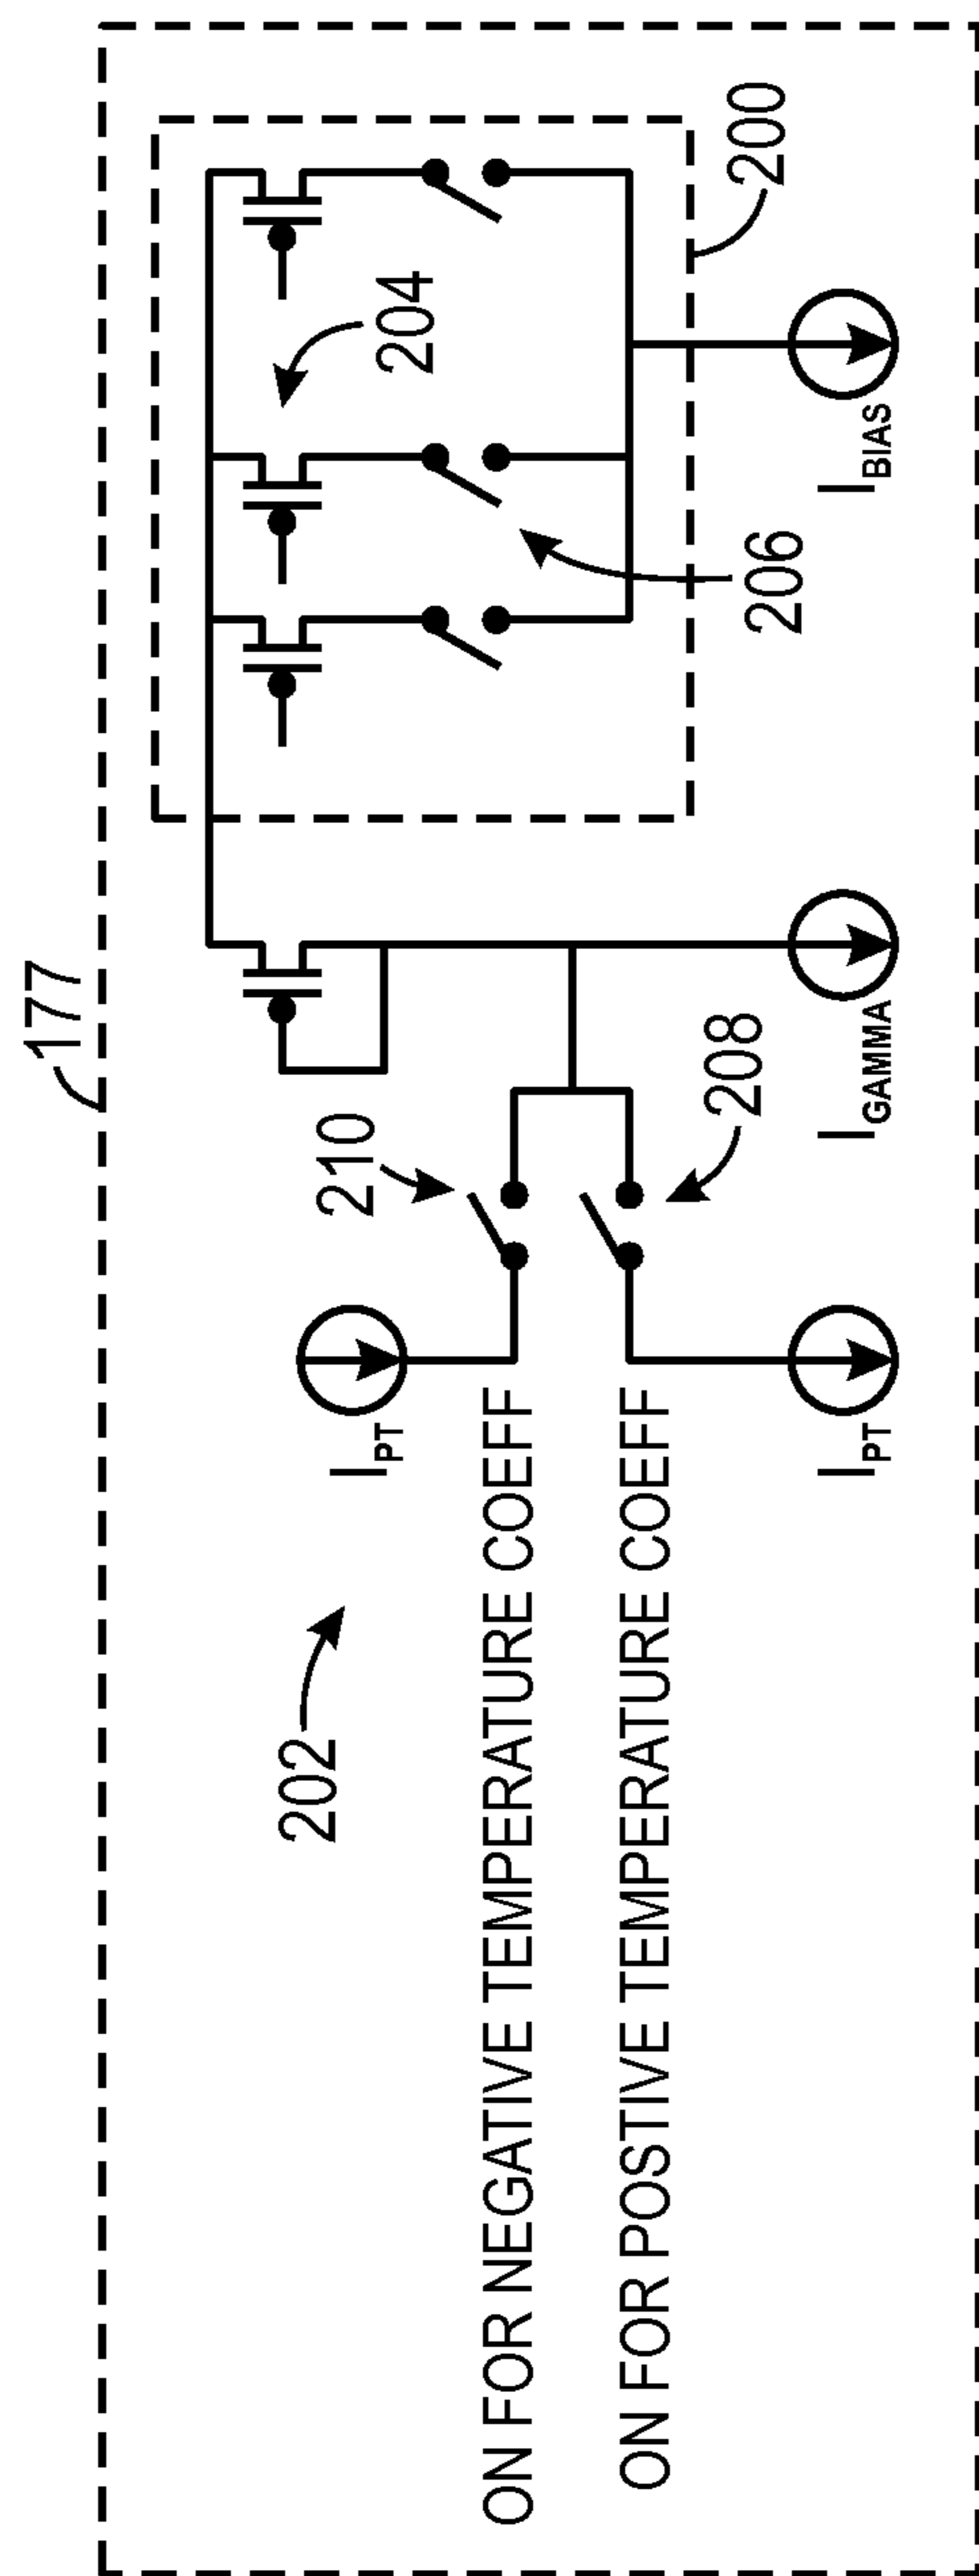 177
202
210
204
200
I_PT
ON FOR NEGATIVE TEMPERATURE COEFF
ON FOR POSTIVE TEMPERATURE COEFF
208
206
I_PT
I_GAMMA
I_BIAS